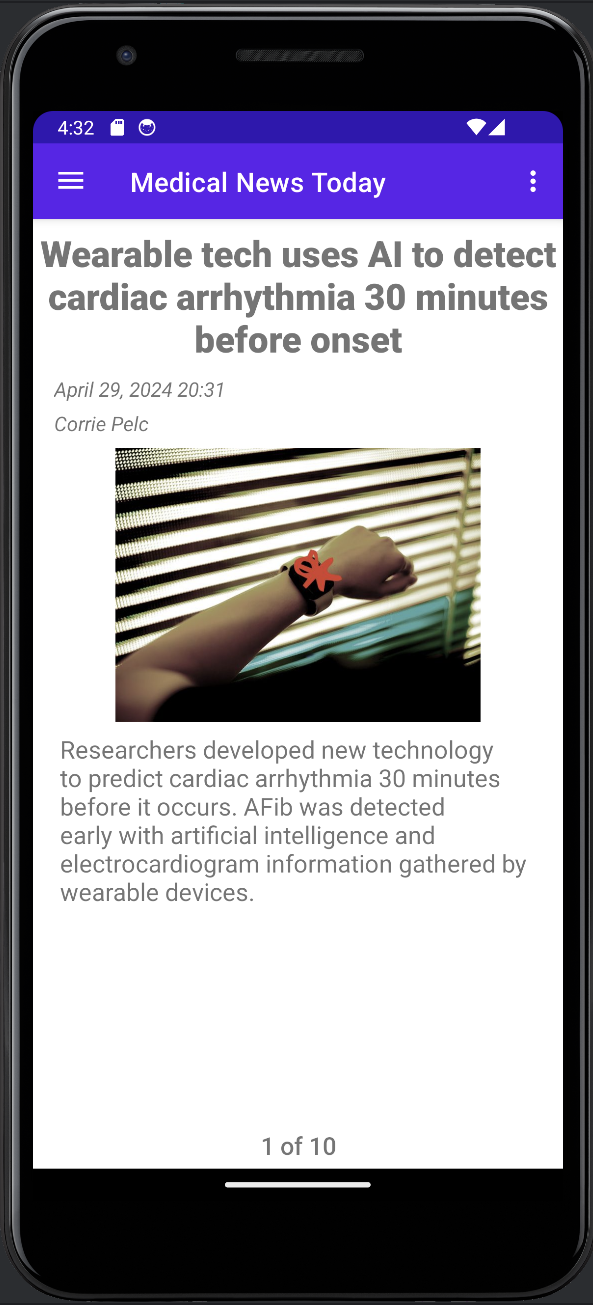 4:32
Medical News Today
Wearable tech uses AI to detect
cardiac arrhythmia 30 minutes
before onset
April 29, 2024 20:31
Corrie Pelc
Researchers developed new technology
to predict cardiac arrhythmia 30 minutes
before it occurs. AFib was detected
early with artificial intelligence and
electrocardiogram information gathered by
wearable devices.
1 of 10